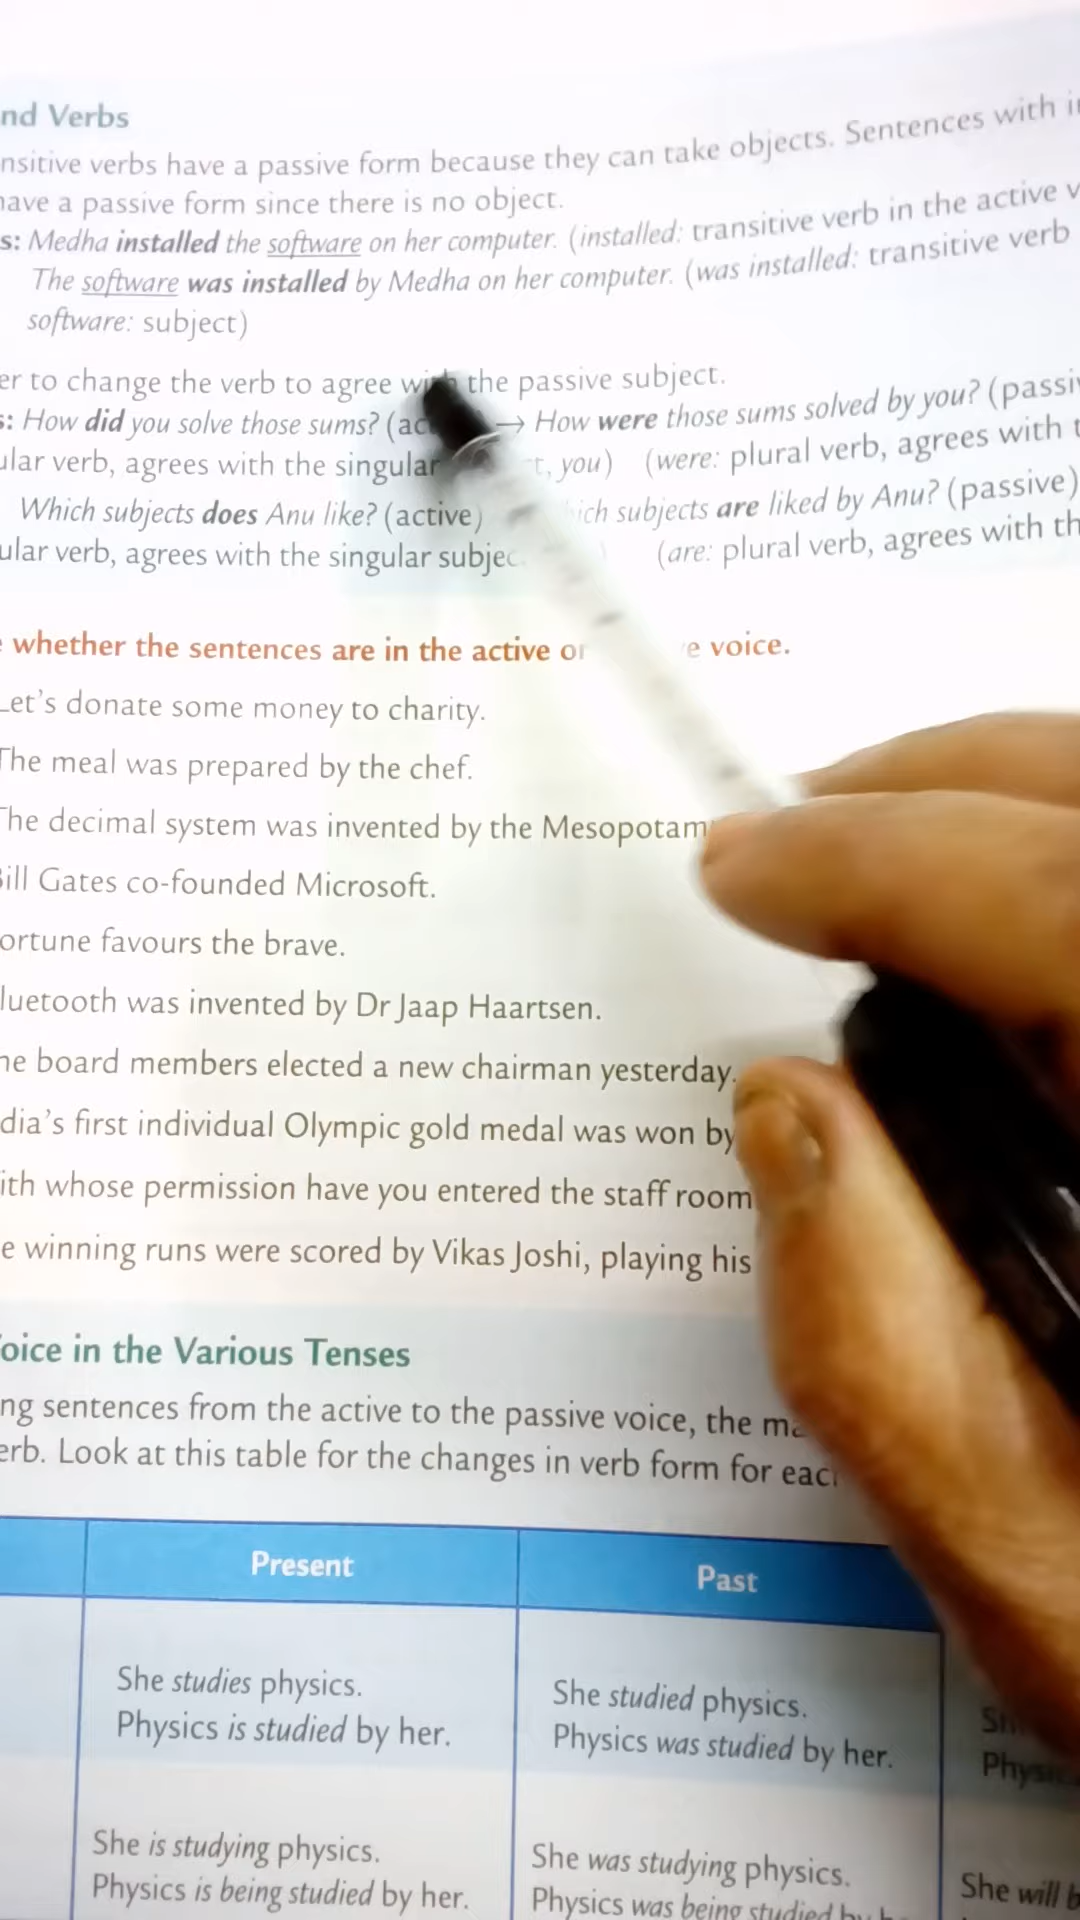 nd Verbs
nsitive verbs have a passive form because they can take objects. Sentences with
have a passive form since there is no object.
s: Medha installed the software on her computer. (installed: transitive verb in the active
The software was installed by Medha on her computer. (was installed: transitive verb
software: subject)
er to change the verb to agree with the passive subject.
s: How did you solve those sums? → How were those sums solved by you?
ular verb, agrees with the singular you) (were: plural verb, agrees with
Which subjects does Anu like? (active) subjects are liked by Anu? (passive)
ular verb, agrees with the singular (are: plural verb, agrees with
whether the sentences are in the active voice.
Let's donate some money to charity.
The meal was prepared by the chef.
The decimal system was invented by the Mesopotam
Bill Gates co-founded Microsoft.
ortune favours the brave.
luetooth was invented by Dr Jaap Haartsen.
he board members elected a new chairman yesterday.
dia's first individual Olympic gold medal was won by
ith whose permission have you entered the staff room
e winning runs were scored by Vikas Joshi, playing his
oice in the Various Tenses
ng sentences from the active to the passive voice, the
erb. Look at this table for the changes in verb form for
Present Past
She studies physics. She studied physics.
Physics is studied by her. Physics was studied by her.
She is studying physics. She was studying physics. She will
Physics is being studied by her. Physics was being studied